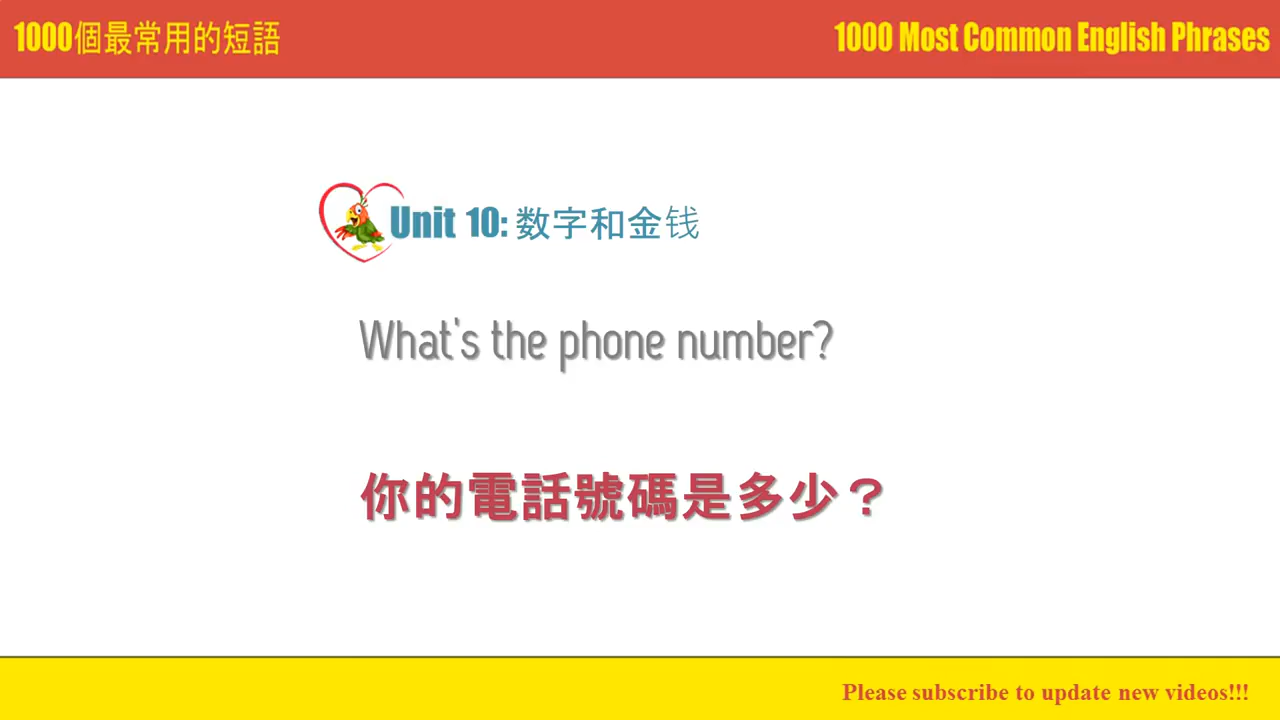 1000個最常用的短語
1000 Most Common English Phrases
Unit 10: 数字和金钱
What's the phone number?
你的電話號碼是多少？
Please subscribe to update new videos!!!